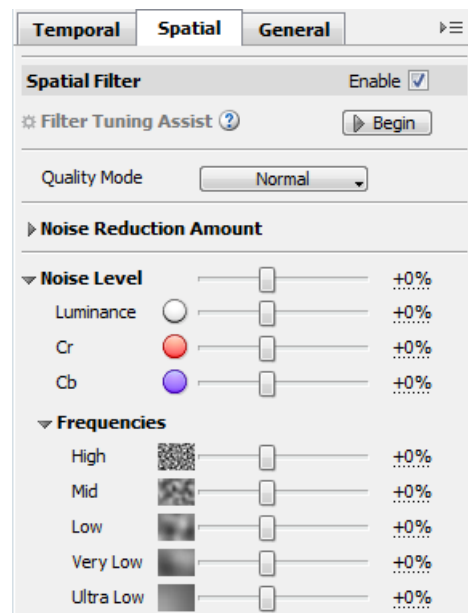 Temporal Spatial General
Spatial Filter Enable
Filter Tuning Assist ? Begin
Quality Mode Normal
Noise Reduction Amount
Noise Level +0%
Luminance +0%
Cr +0%
Cb +0%
Frequencies
High +0%
Mid +0%
Low +0%
Very Low +0%
Ultra Low +0%